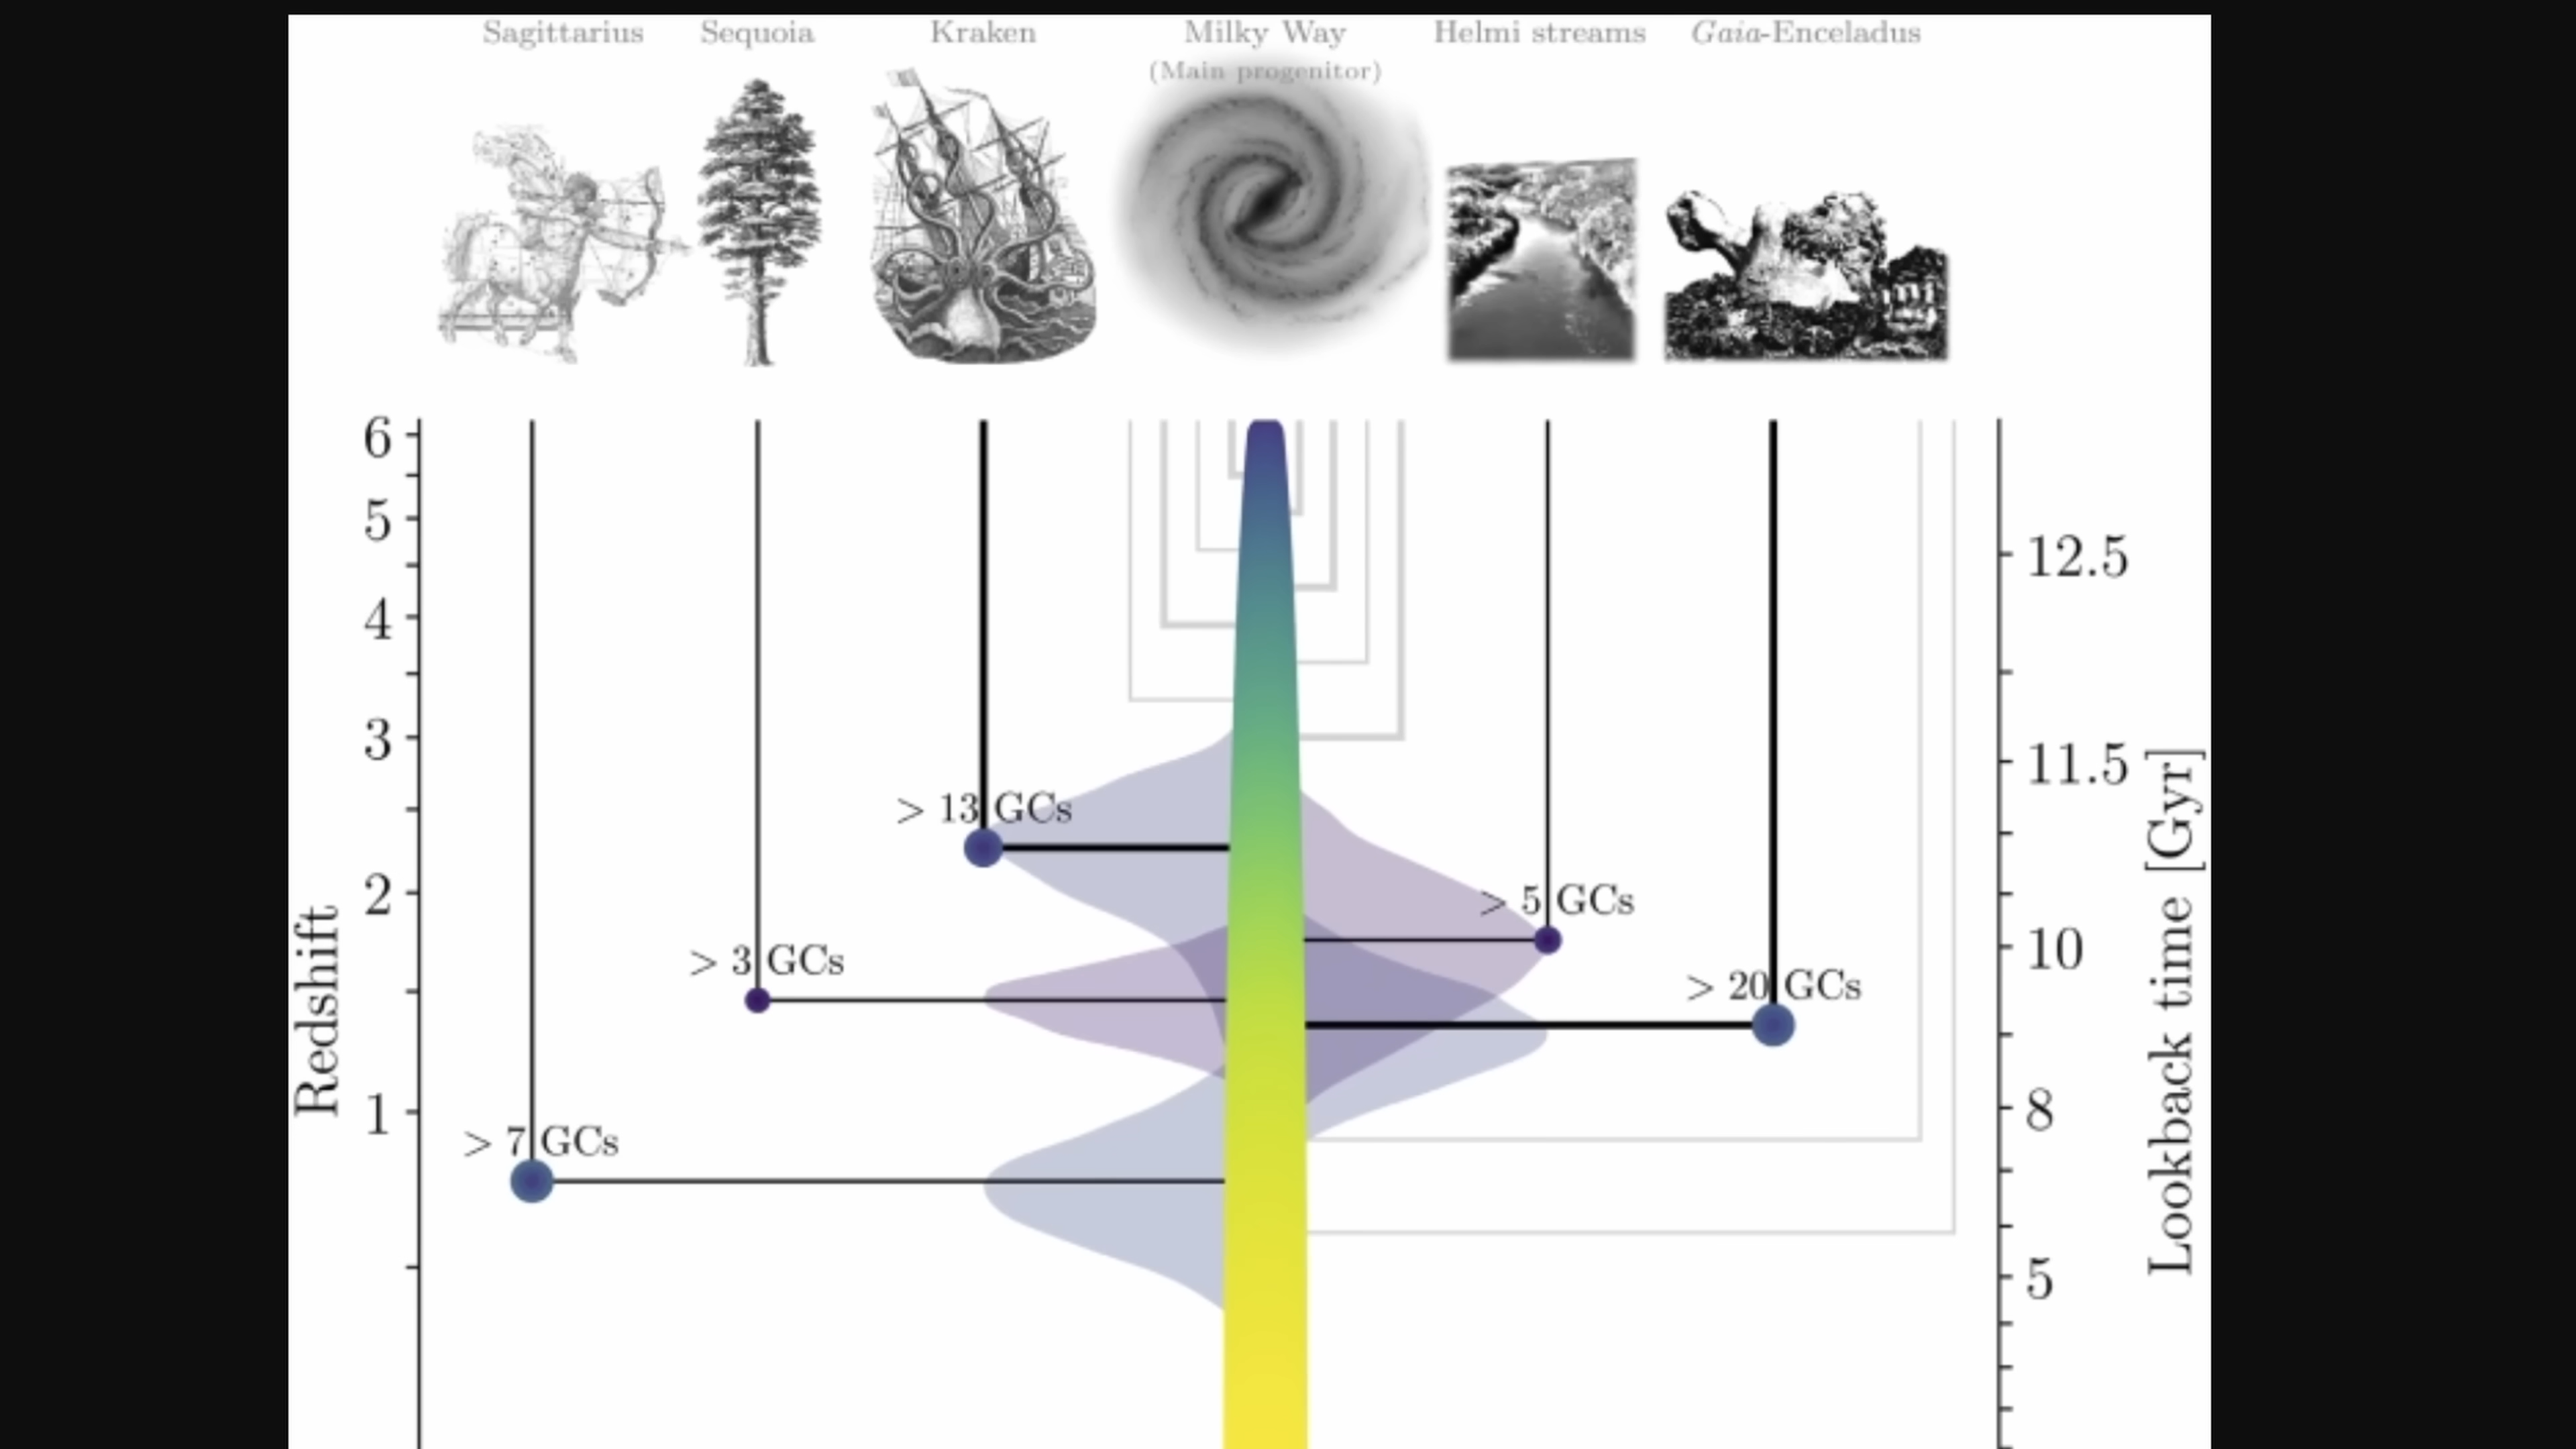 Sagittarius
Sequoia
Kraken
Milky Way
(Main progenitor)
Helmi streams
Gaia-Enceladus
6
5
4
3
2
1
Redshift
> 13 GCs
> 5 GCs
> 3 GCs
> 20 GCs
> 7 GCs
12.5
11.5
10
8
5
Lookback time [Gyr]